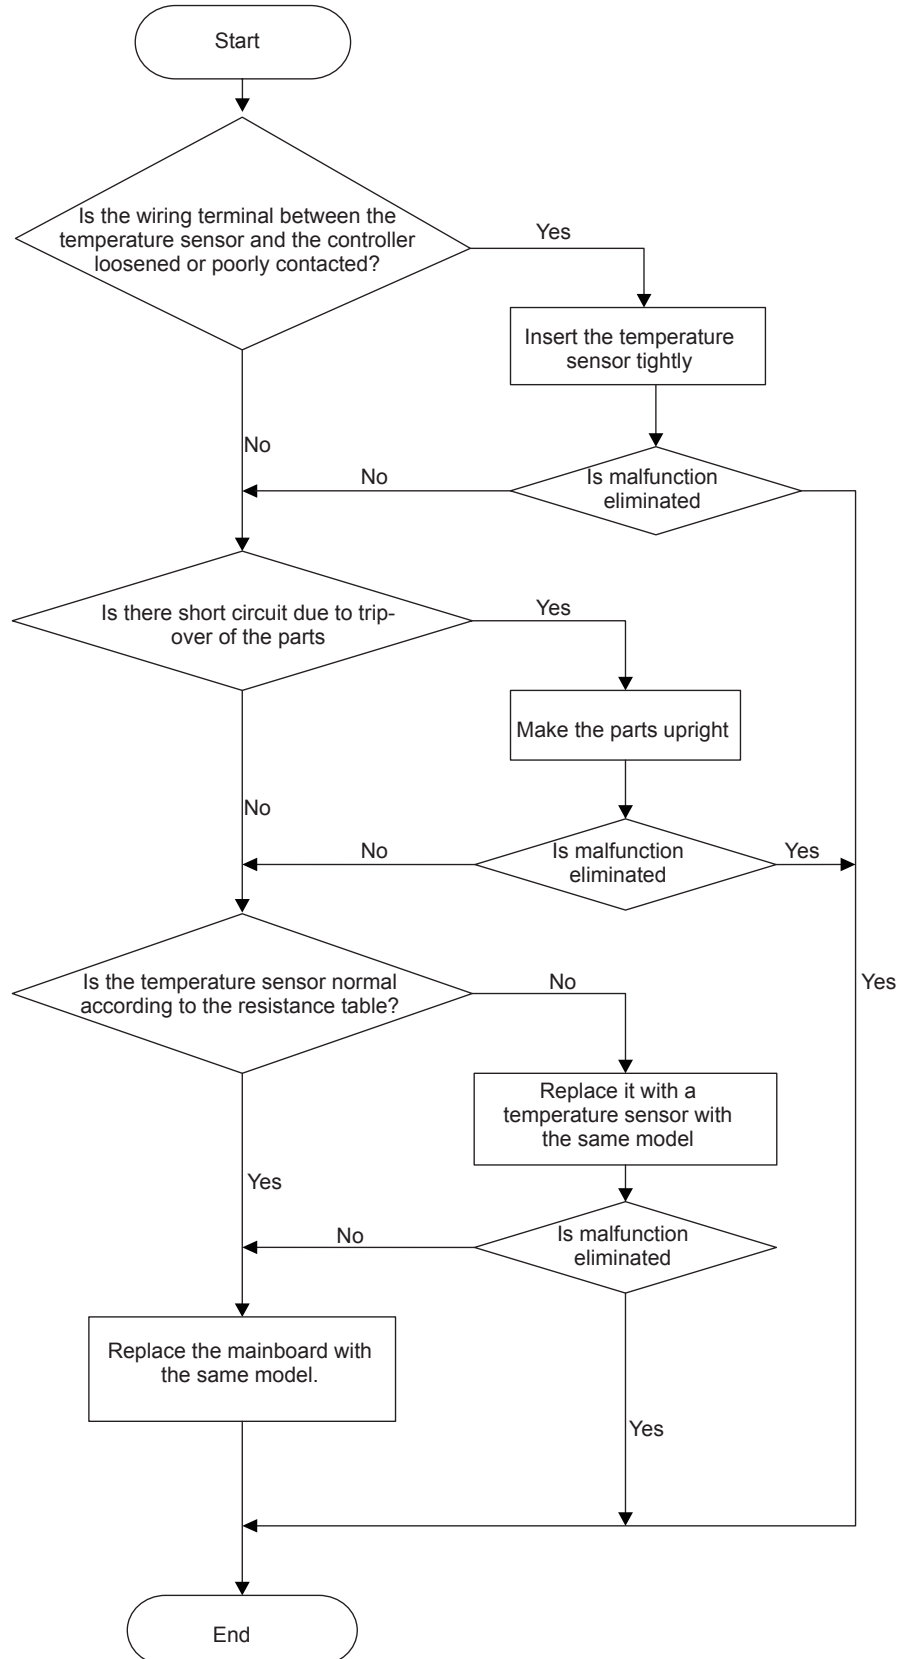 Start
Is the wiring terminal between the
temperature sensor and the controller
loosened or poorly contacted?
Yes
Insert the temperature
sensor tightly
No
No
Is malfunction
eliminated
Is there short circuit due to trip-
over of the parts
Yes
Make the parts upright
No
No
Is malfunction
eliminated
Yes
Is the temperature sensor normal
according to the resistance table?
No
Yes
Replace it with a
temperature sensor with
the same model
Yes
No
Is malfunction
eliminated
Replace the mainboard with
the same model.
Yes
End